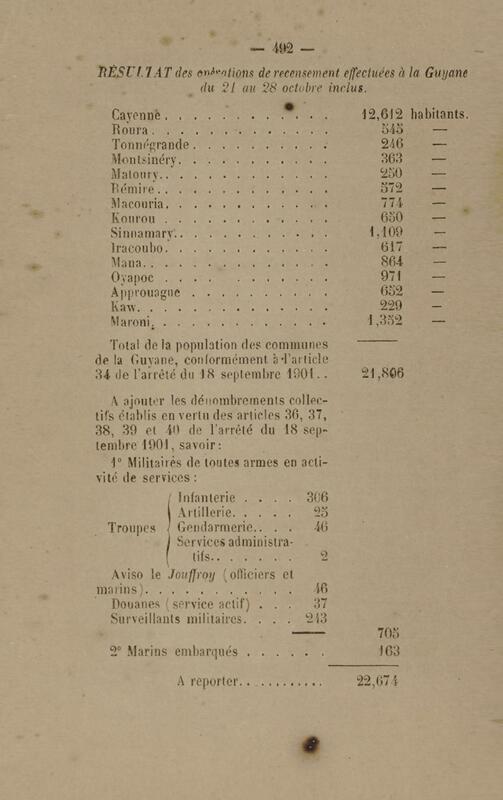 — 492 —
RÉSULTAT des opérations de recensement effectuées à la Guyane
du 21 au 28 octobre inclus.
Cayenne . . . . . . . . . . . . 12,612 habitants.
Roura . . . . . . . . . . . . . 545 —
Tonnégrande . . . . . . . . . . 246 —
Montsinéry. . . . . . . . . . . 363 —
Matoury. . . . . . . . . . . . 250 —
Rémire . . . . . . . . . . . . 572 —
Macouria. . . . . . . . . . . . 774 —
Kourou . . . . . . . . . . . . 650 —
Sinnamary. . . . . . . . . . . 1,109 —
Iracoubo. . . . . . . . . . . . 617 —
Mana. . . . . . . . . . . . . 864 —
Oyapoc . . . . . . . . . . . . 971 —
Approuague . . . . . . . . . . 652 —
Kaw. . . . . . . . . . . . . . 229 —
Maroni. . . . . . . . . . . . . 1,352 —
Total de la population des communes
de la Guyane, conformément à l'article
34 de l'arrêté du 18 septembre 1901. . 21,806
A ajouter les dénombrements collec-
tifs établis en vertu des articles 36, 37,
38, 39 et 40 de l'arrêté du 18 sep-
tembre 1901, savoir :
1° Militaires de toutes armes en acti-
vité de services :
Infanterie . . . . 306
Artillerie. . . . . 25
Troupes Gendarmerie. . . . 46
Services administra-
tifs. . . . . . . 2
Aviso le Jouffroy (officiers et
marins). . . . . . . . . . . 46
Douanes (service actif) . . . 37
Surveillants militaires. . . . 243
705
2° Marins embarqués . . . . . . 163
A reporter. . . . . . . . . . . . 22,674